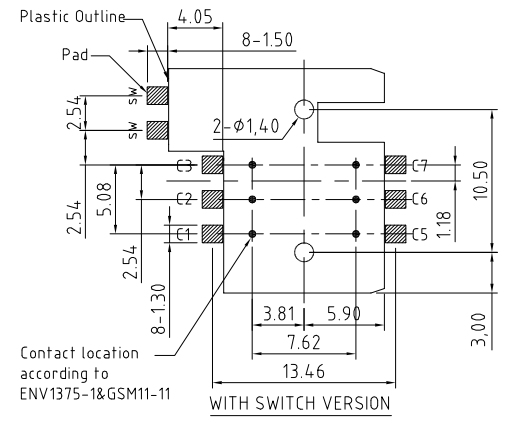 Plastic Outline
4.05
8-1.50
Pad
SW
SW
2.54
2-Φ1,40
C3
C7
C2
C6
C1
C5
5.08
2.54
2.54
10.50
1.18
8-1.30
3.81
5.90
3,00
7.62
13.46
Contact location
according to
ENV1375-1&GSM11-11
WITH SWITCH VERSION